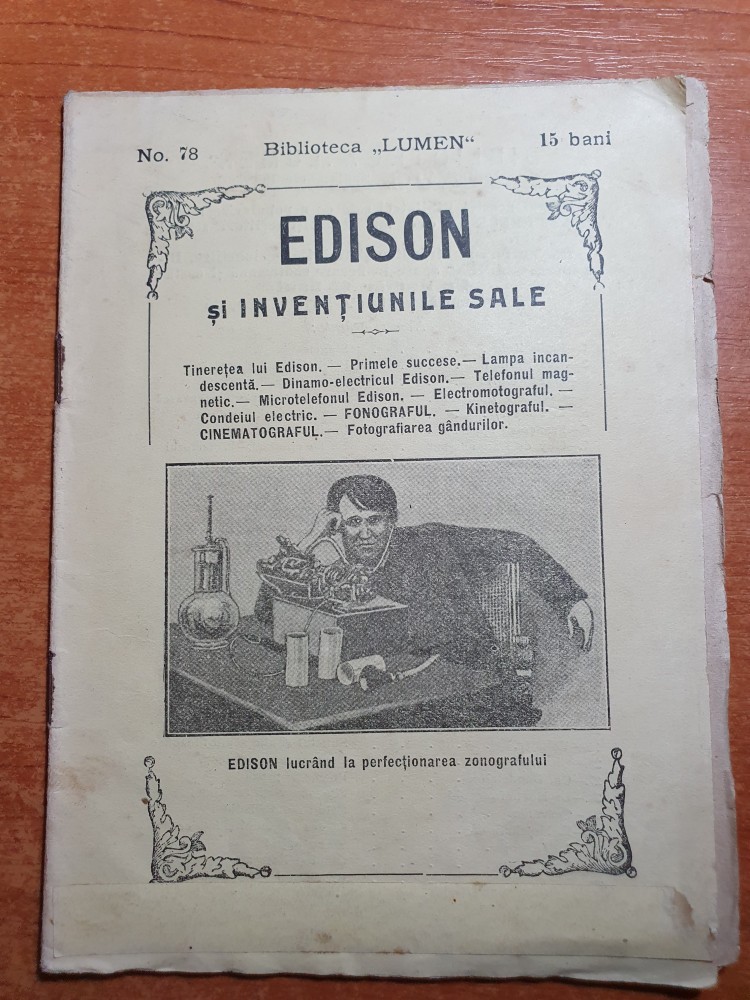 No. 78 Biblioteca „LUMEN“ 15 bani
EDISON
și INVENȚIUNILE SALE
Tinerețea lui Edison. — Primele succese. — Lampa incan-
descentă. — Dinamo-electricul Edison. — Telefonul mag-
netic. — Microtelefonul Edison. — Electromotograful. —
Condeiul electric. — FONOGRAFUL. — Kinetograful. —
CINEMATOGRAFUL. — Fotografiarea gândurilor.
EDISON lucrând la perfecționarea zonografului